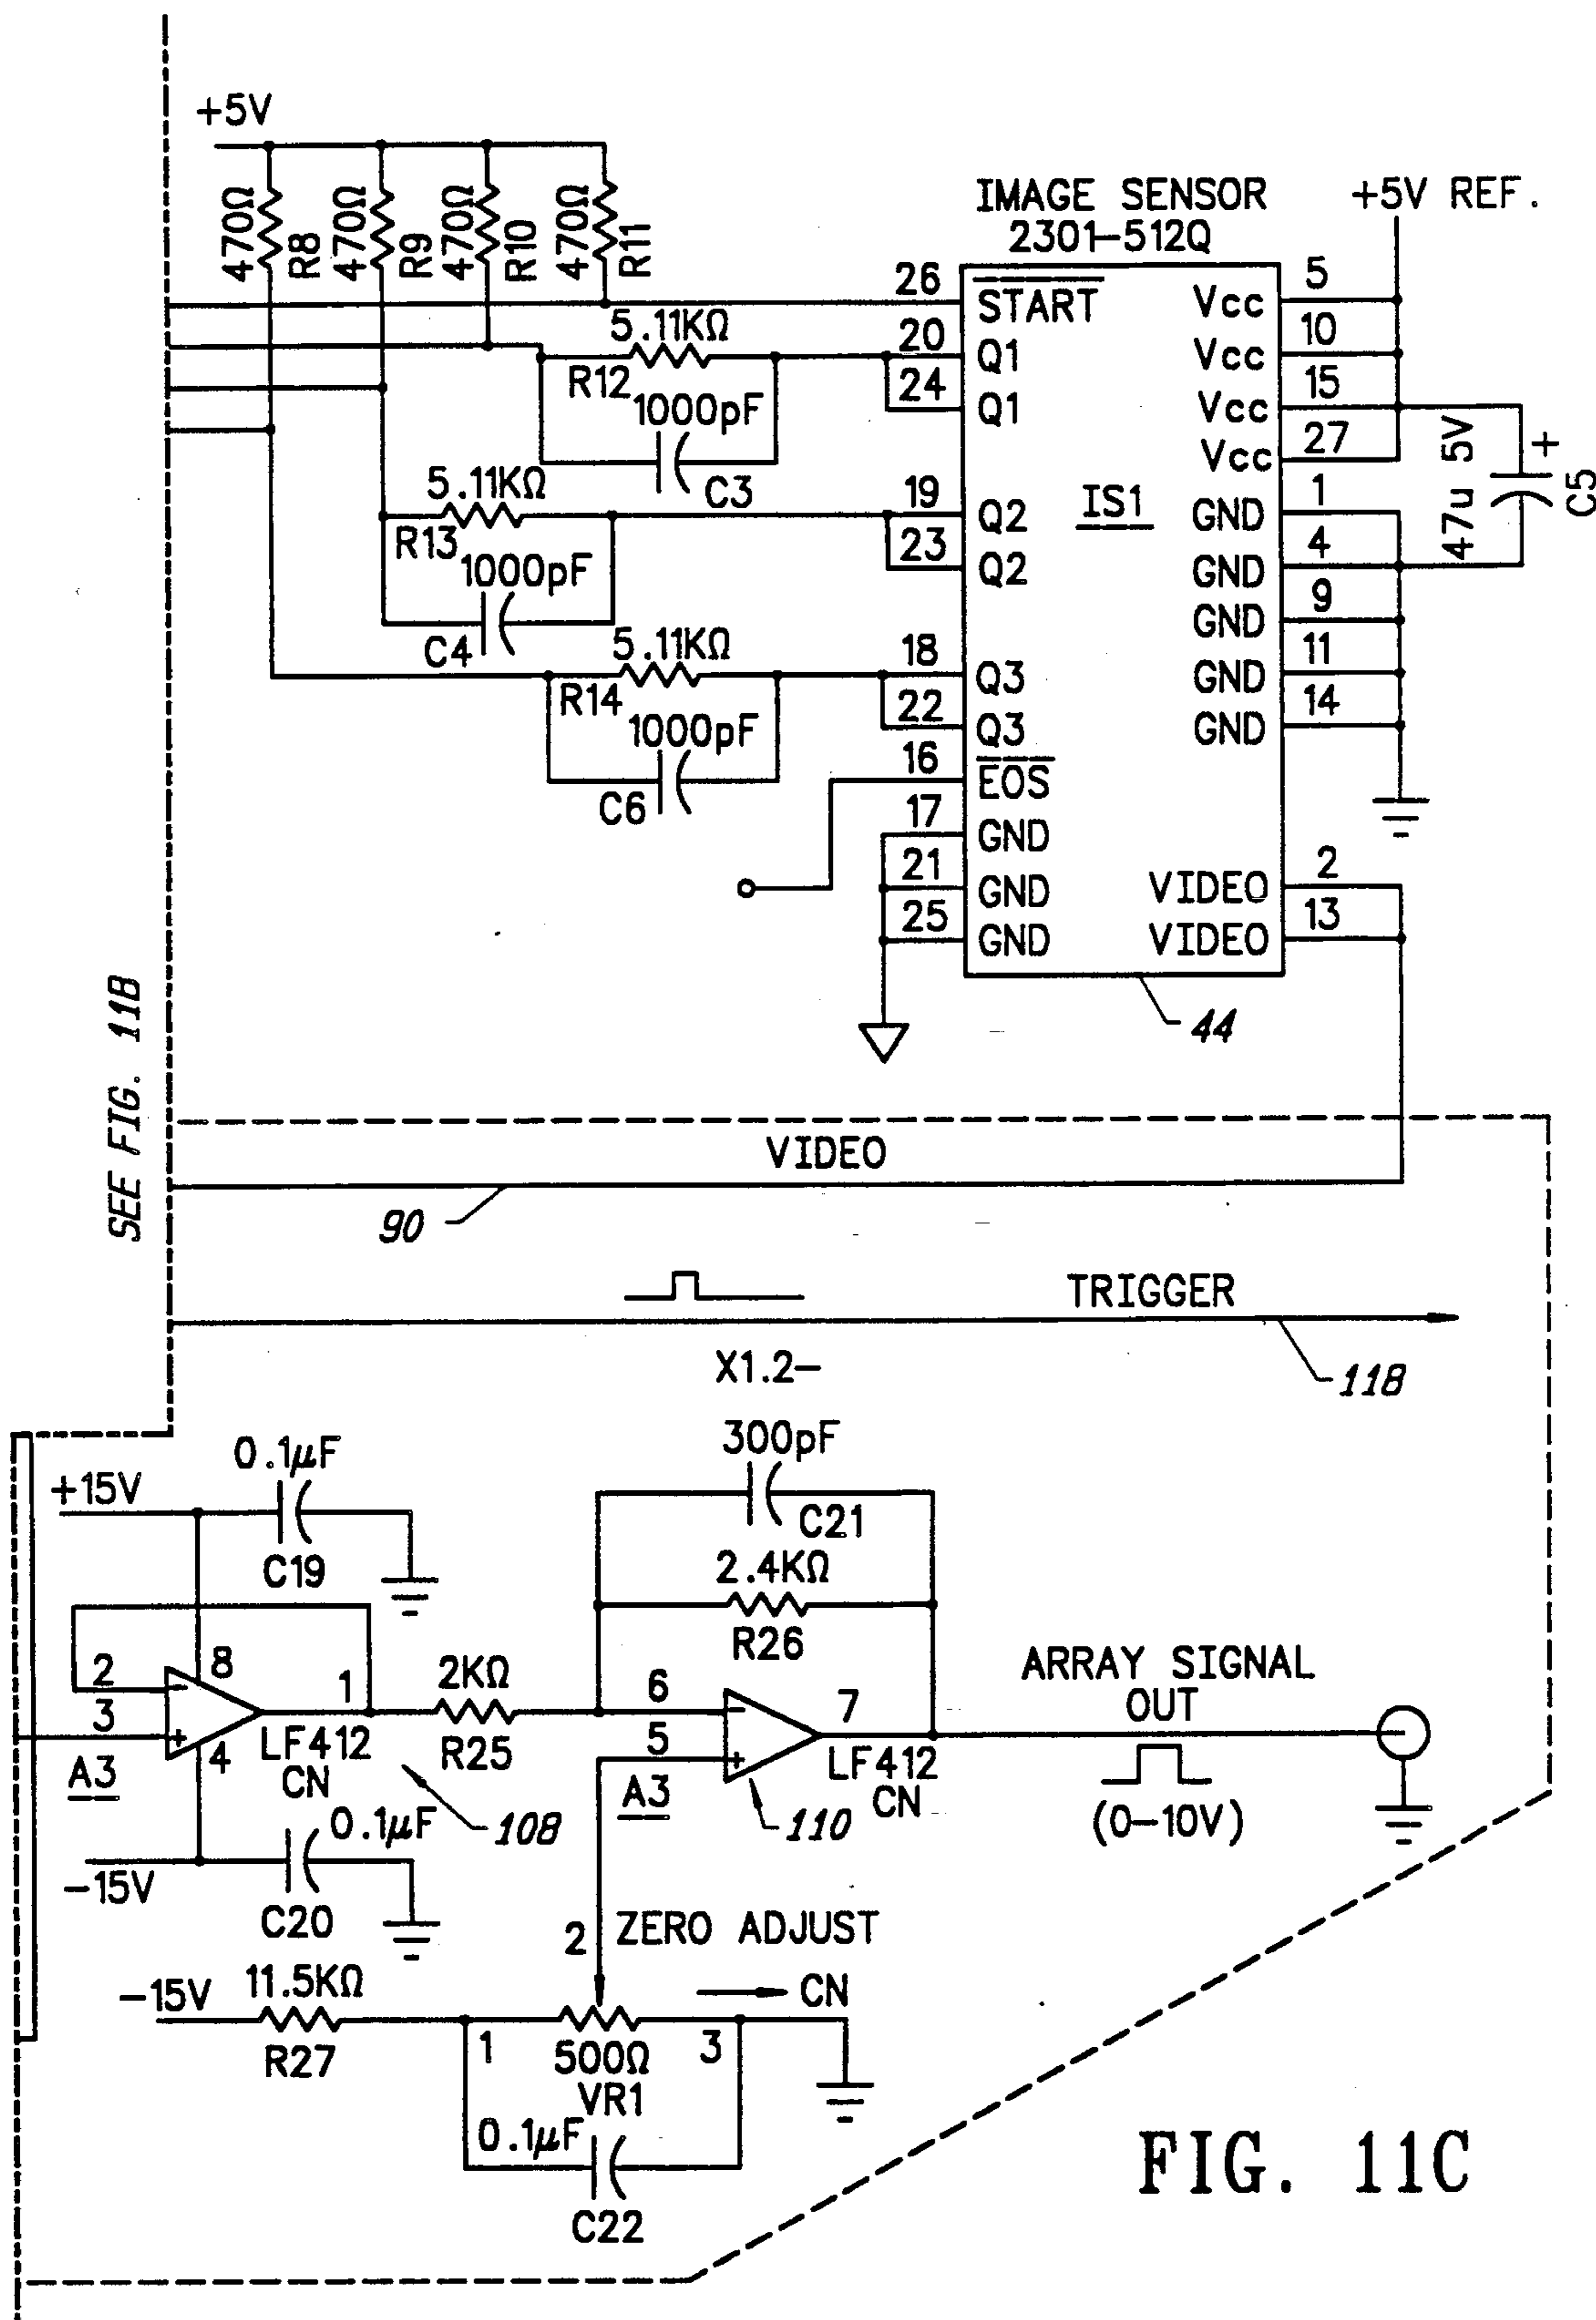 +5V
470Ω
R8
470Ω
R9
470Ω
R10
470Ω
R11
IMAGE SENSOR
2301-512Q
+5V REF.
26
START
20
Q1
24
Q1
19
Q2
23
Q2
18
Q3
22
Q3
16
EOS
17
GND
21
GND
25
GND
IS1
Vcc
5
Vcc
10
Vcc
15
Vcc
27
GND
1
GND
4
GND
9
GND
11
GND
14
VIDEO
2
VIDEO
13
5.11KΩ
R12
1000pF
C3
5.11KΩ
R13
1000pF
C4
5.11KΩ
R14
1000pF
C6
47u 5V
+
C5
44
SEE FIG. 11B
VIDEO
90
TRIGGER
118
X1.2-
300pF
C21
2.4KΩ
R26
+15V
0.1µF
C19
2
3
8
4
1
-
+
A3
LF412
CN
108
2KΩ
R25
6
5
7
-
+
A3
LF412
CN
110
ARRAY SIGNAL
OUT
(0-10V)
-15V
0.1µF
C20
2
ZERO ADJUST
CN
-15V
11.5KΩ
R27
1
500Ω
VR1
3
0.1µF
C22
FIG. 11C